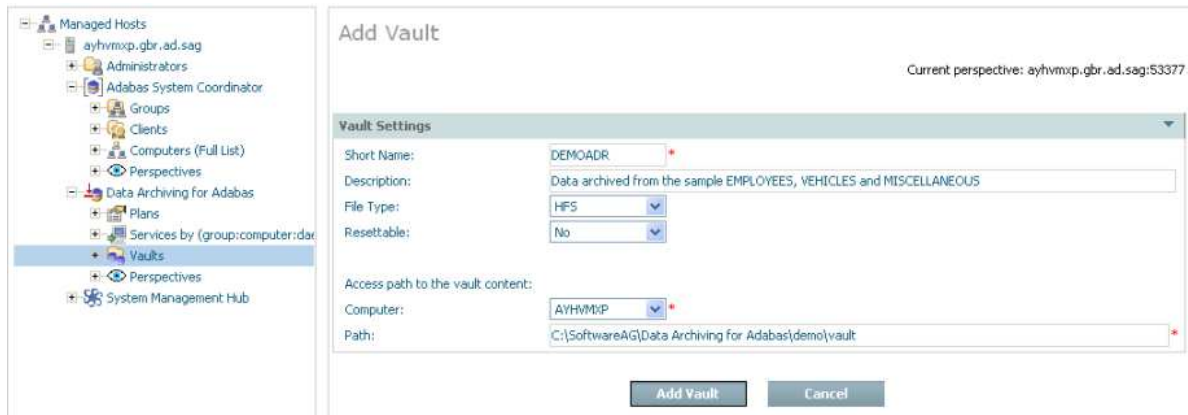 Managed Hosts
ayhvmxp.gbr.ad.sag
Administrators
Adabas System Coordinator
Groups
Clients
Computers (Full List)
Perspectives
Data Archiving for Adabas
Plans
Services by (group:computer:dae
Vaults
Perspectives
System Management Hub
Add Vault
Current perspective: ayhvmxp.gbr.ad.sag:53377
Vault Settings
Short Name: DEMOADR *
Description: Data archived from the sample EMPLOYEES, VEHICLES and MISCELLANEOUS
File Type: HFS
Resettable: No
Access path to the vault content:
Computer: AYHVMXP *
Path: C:\SoftwareAG\Data Archiving for Adabas\demo\vault *
Add Vault Cancel